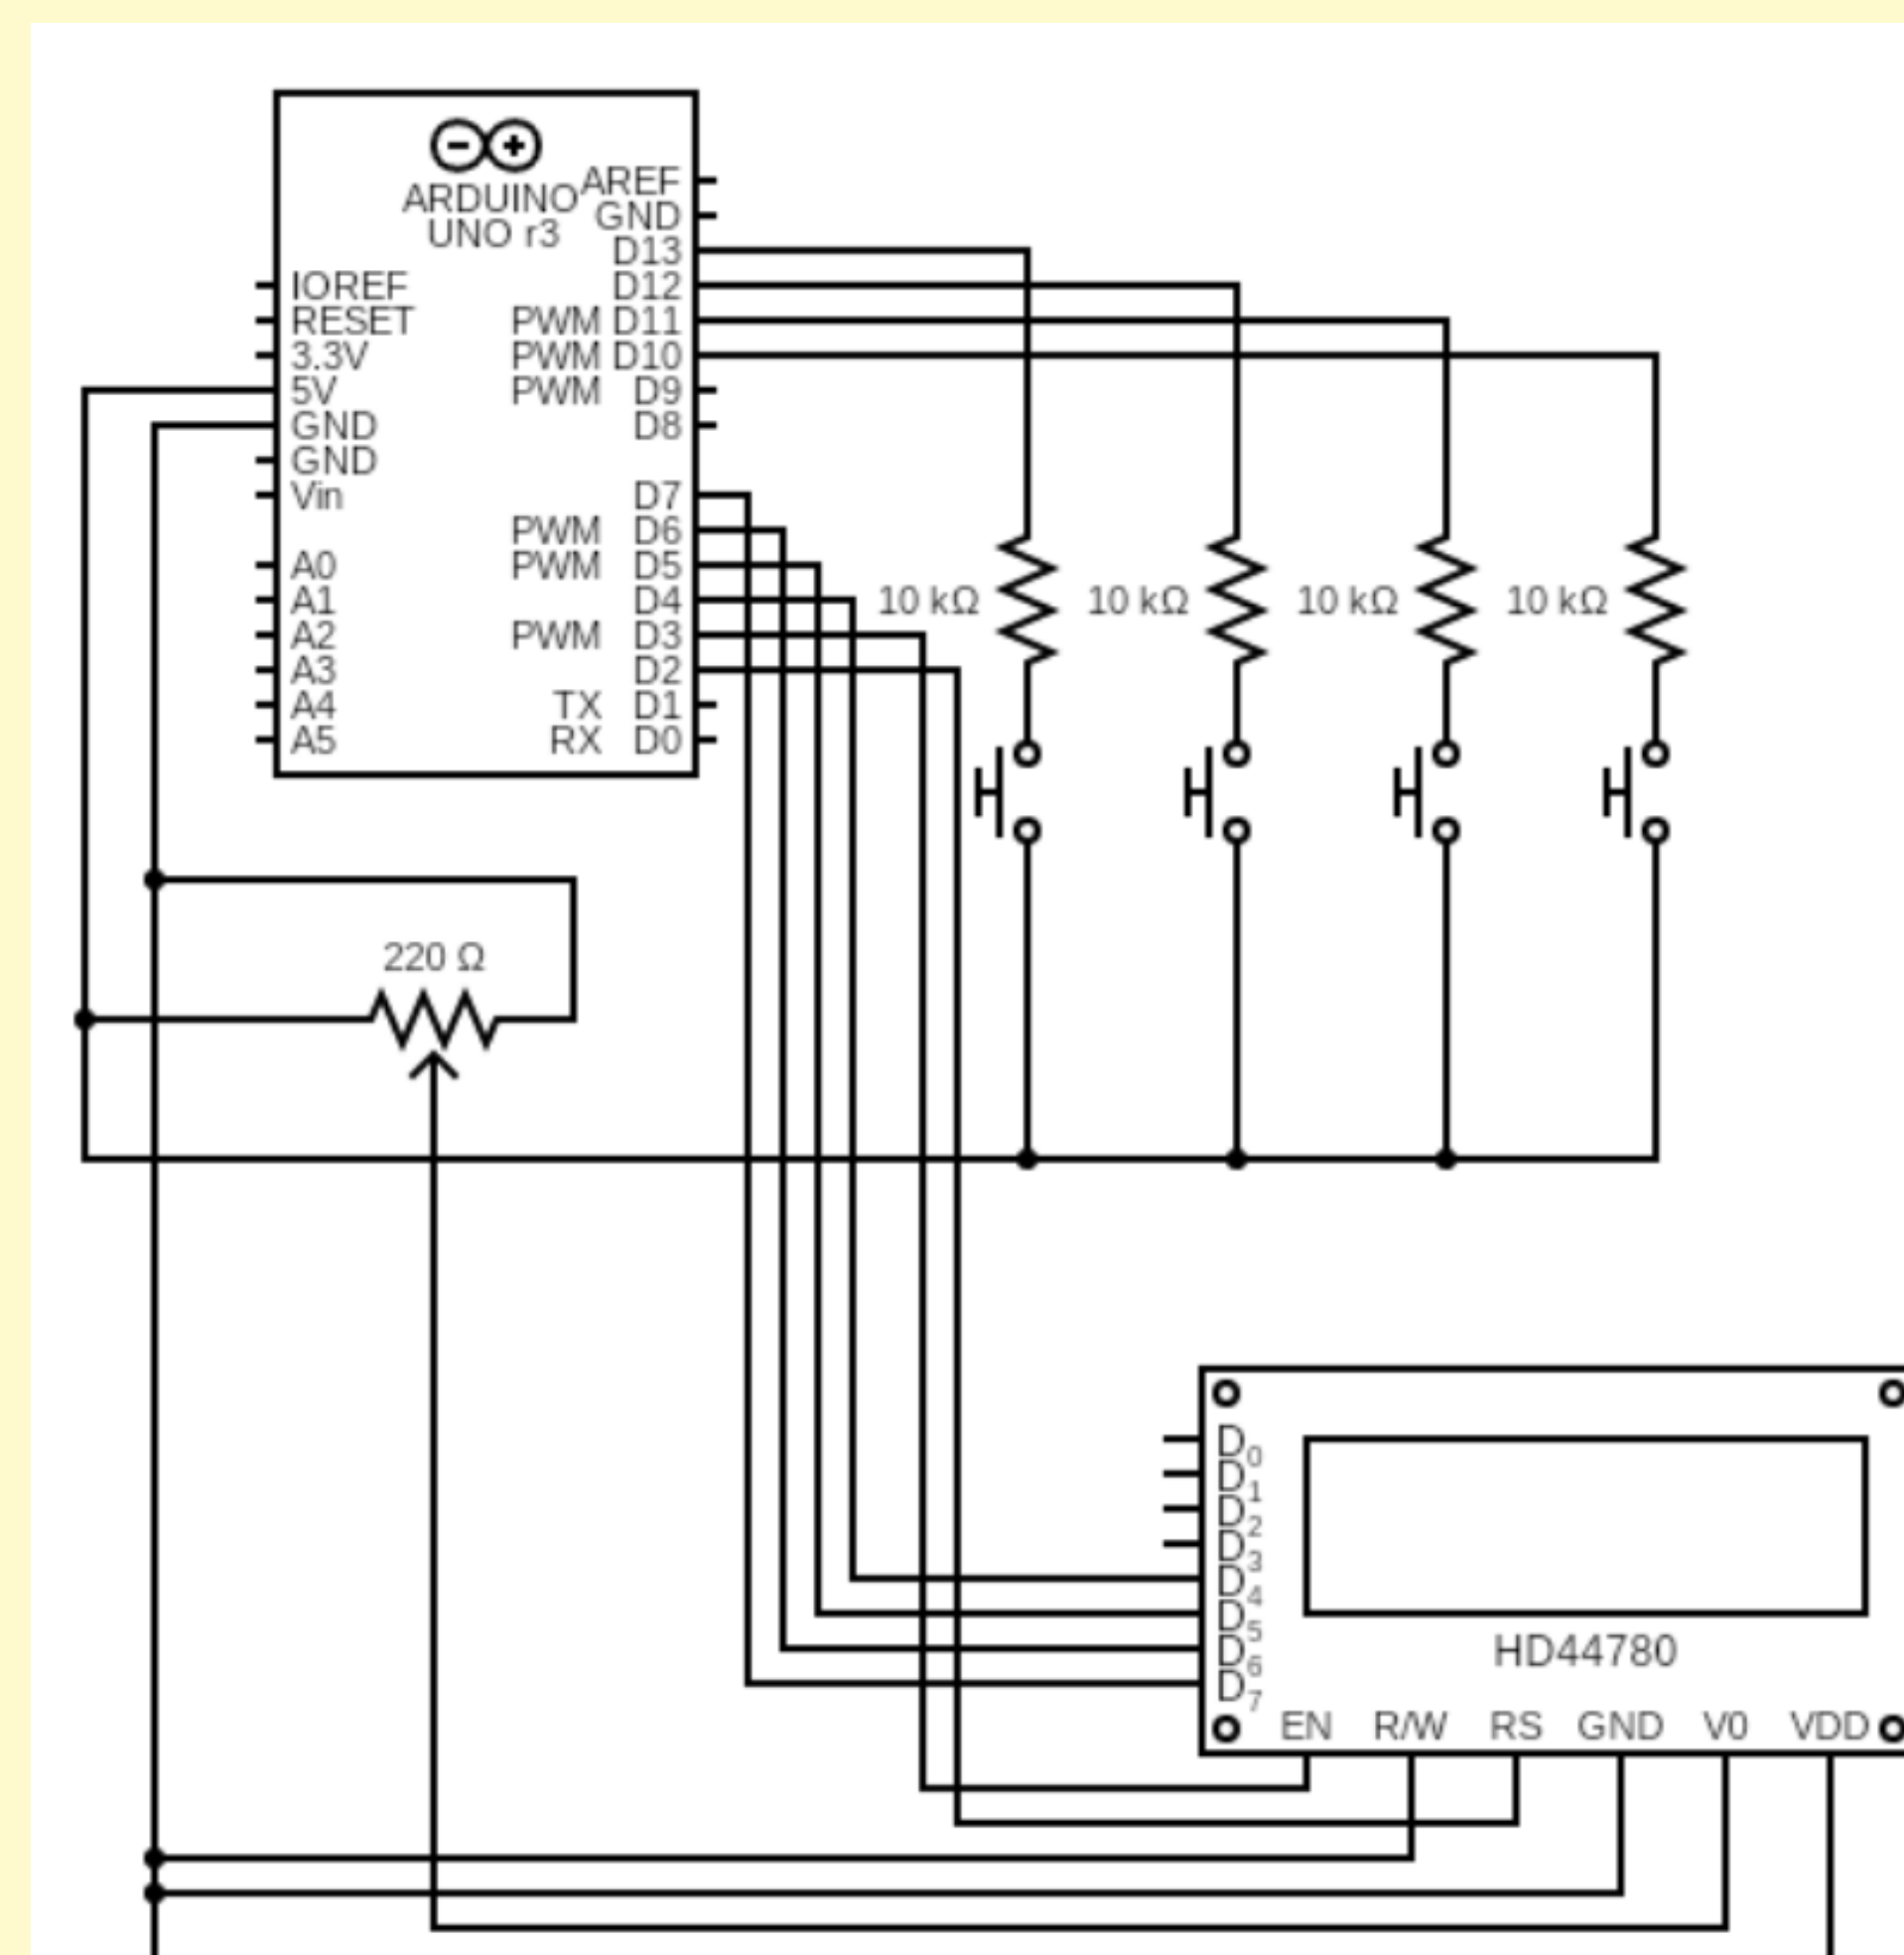 ARDUINO
UNO r3
AREF
GND
D13
IOREF
D12
RESET
PWM D11
3.3V
PWM D10
5V
PWM D9
GND
D8
GND
Vin
D7
PWM D6
A0
PWM D5
A1
D4
A2
PWM D3
A3
D2
A4
TX D1
A5
RX D0
10 kΩ
10 kΩ
10 kΩ
10 kΩ
220 Ω
D0
D1
D2
D3
D4
D5
D6
D7
HD44780
EN R/W RS GND V0 VDD